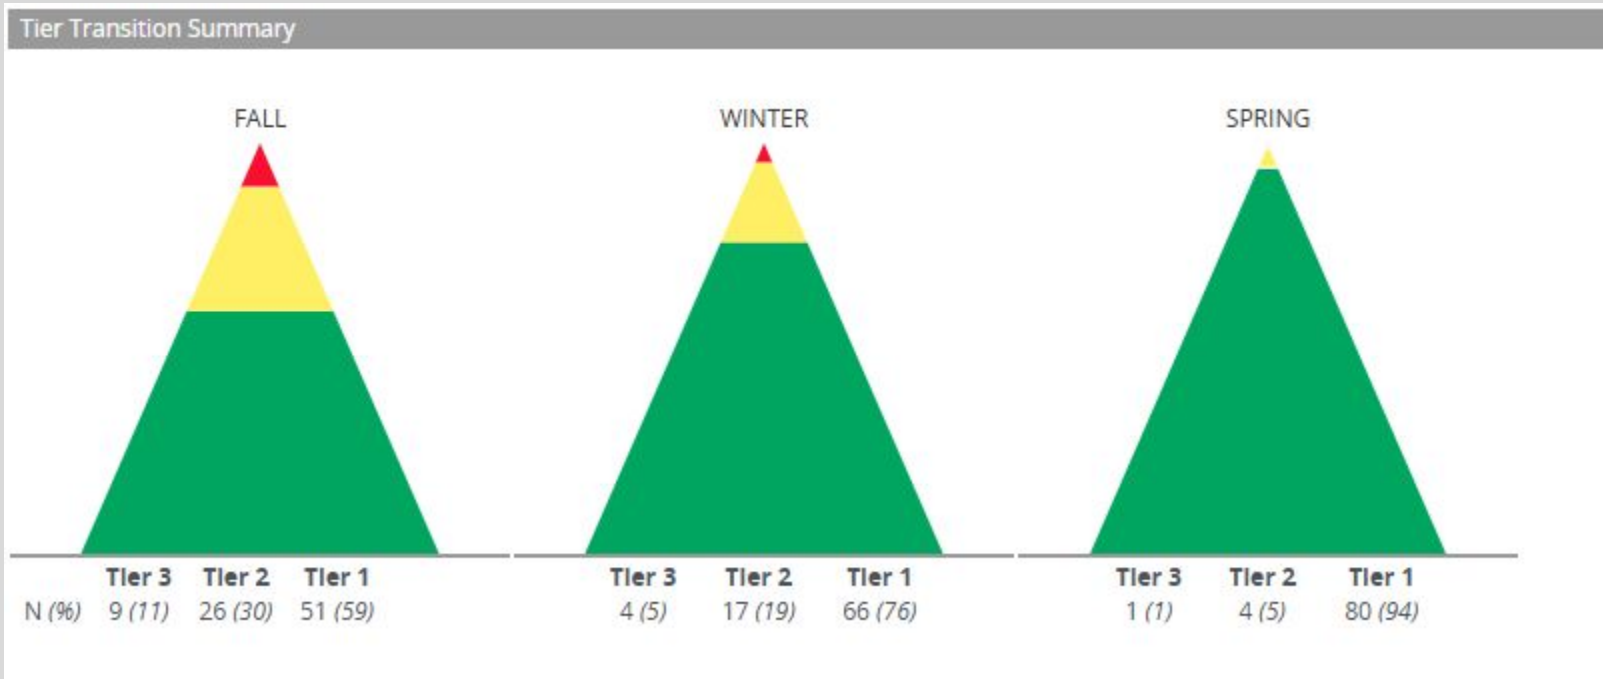 Tier Transition Summary
FALL WINTER SPRING
Tier 3 Tier 2 Tier 1 Tier 3 Tier 2 Tier 1 Tier 3 Tier 2 Tier 1
N (%) 9 (11) 26 (30) 51 (59) 4 (5) 17 (19) 66 (76) 1 (1) 4 (5) 80 (94)